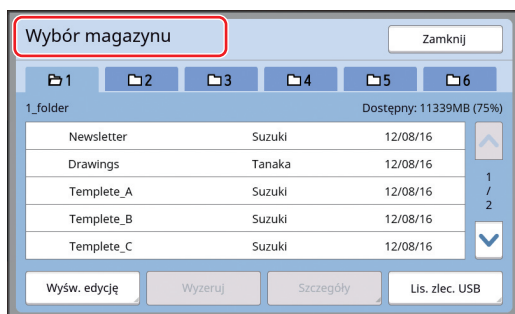 Wybór magazynu Zamknij
1 2 3 4 5 6
1_folder Dostępny: 11339MB (75%)
Newsletter Suzuki 12/08/16
Drawings Tanaka 12/08/16
Templete_A Suzuki 12/08/16
1
/
2
Templete_B Suzuki 12/08/16
Templete_C Suzuki 12/08/16
Wyśw. edycję Wyzeruj Szczegóły Lis. zlec. USB